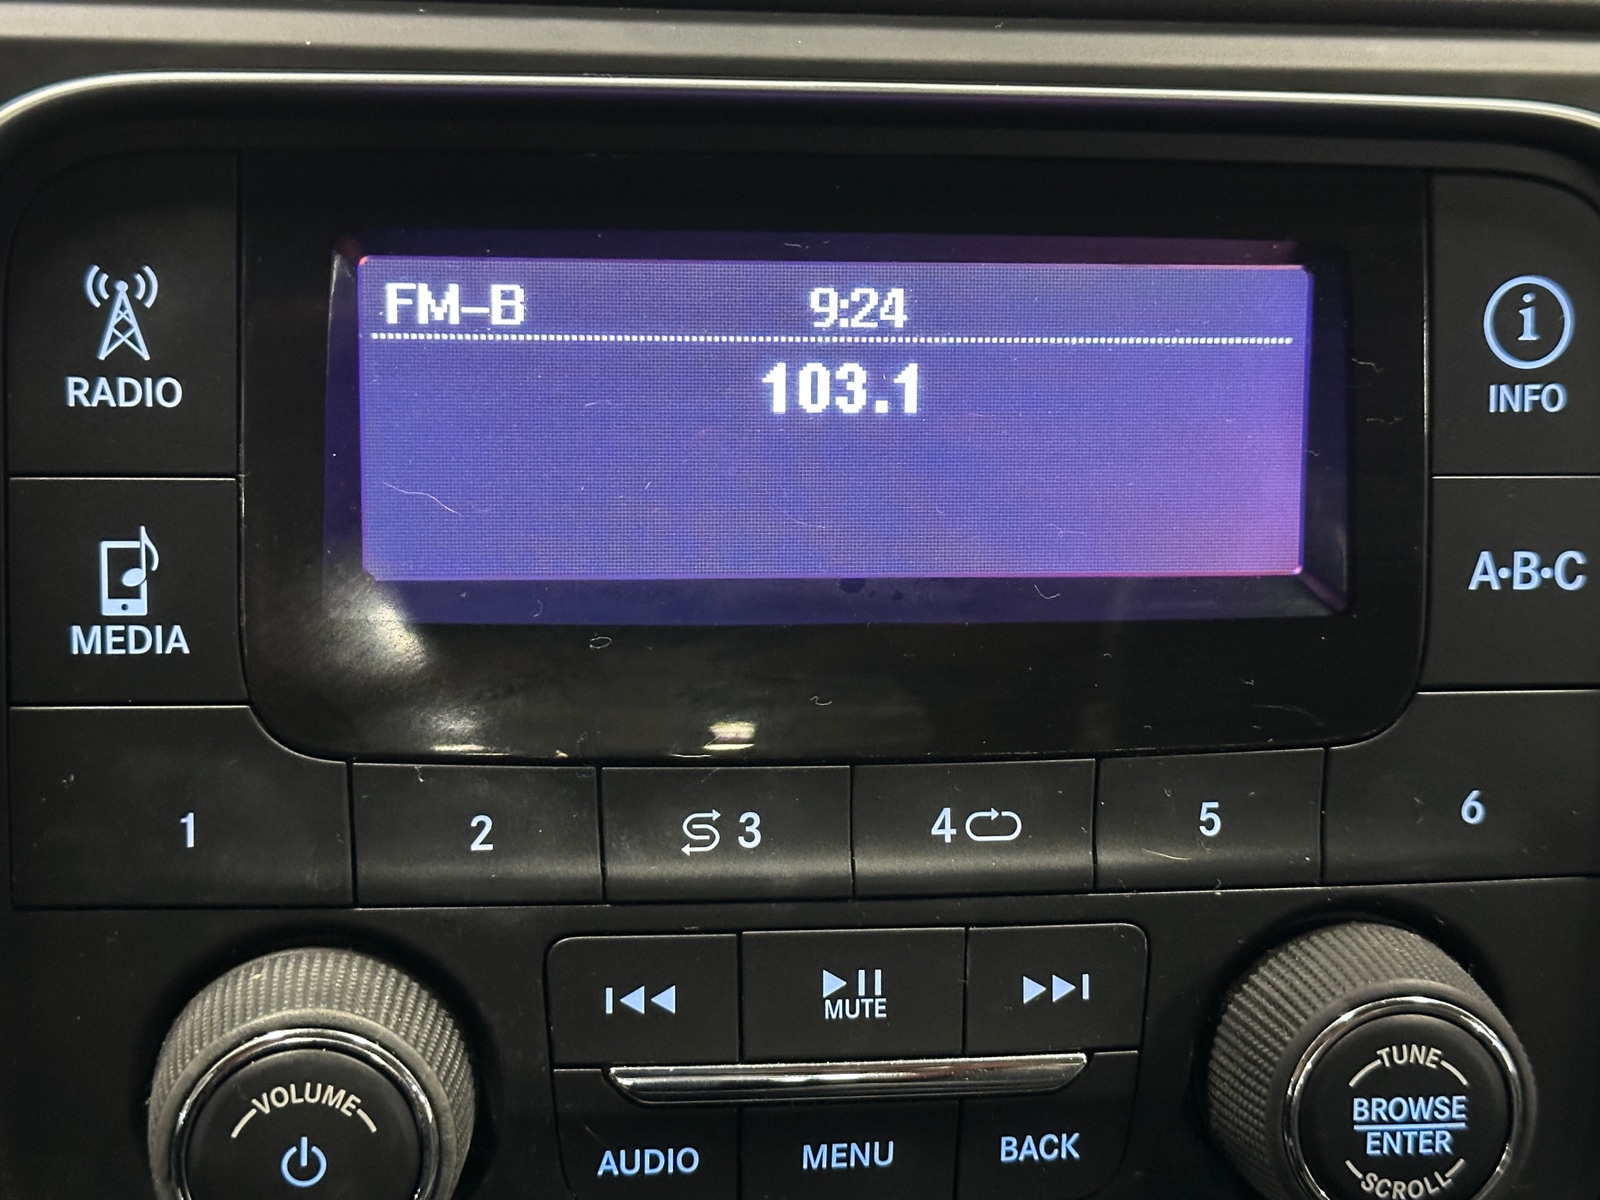 FM-B 9:24
103.1
RADIO
INFO
MEDIA
A·B·C
1 2 3 4 5 6
MUTE
VOLUME
TUNE
BROWSE
ENTER
SCROLL
AUDIO MENU BACK